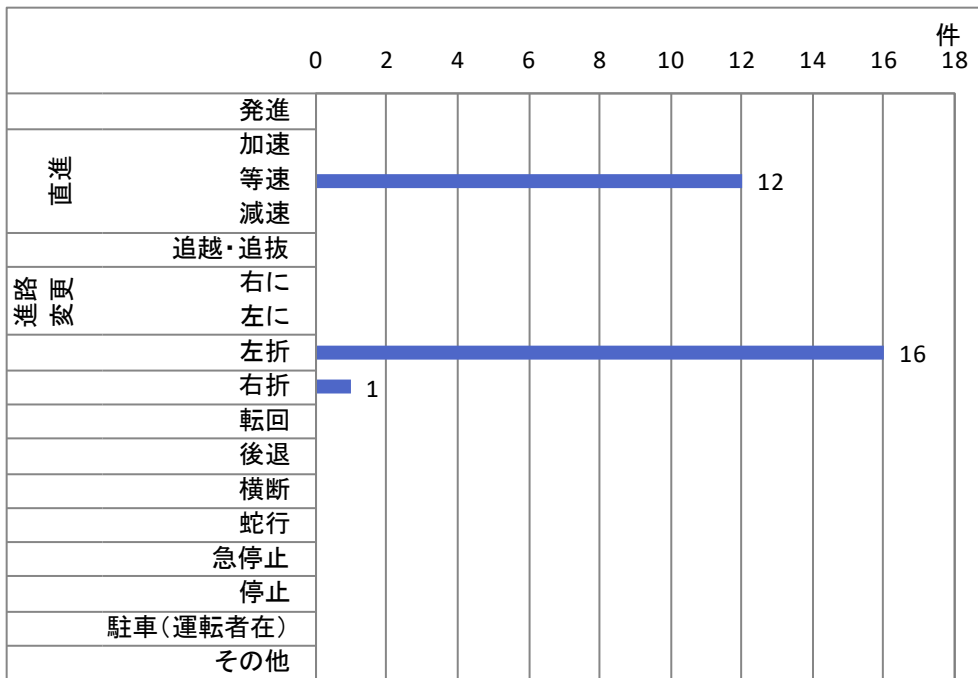 件
0 2 4 6 8 10 12 14 16 18
発進
直進
加速
等速 12
減速
追越・追抜
進路
変更
右に
左に
左折 16
右折 1
転回
後退
横断
蛇行
急停止
停止
駐車（運転者在）
その他